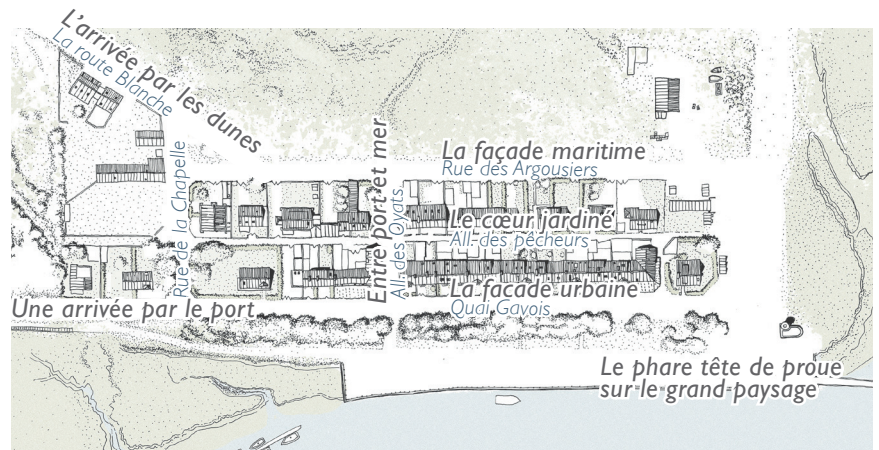 L'arrivée par les dunes
La route Blanche
Rue de la Chapelle
Entre port et mer
All. des Oyats
La façade maritime
Rue des Argousiers
Le cœur jardiné
All. des pêcheurs
La facade urbaine
Quai Gavois
Une arrivée par le port
Le phare tête de proue
sur le grand paysage